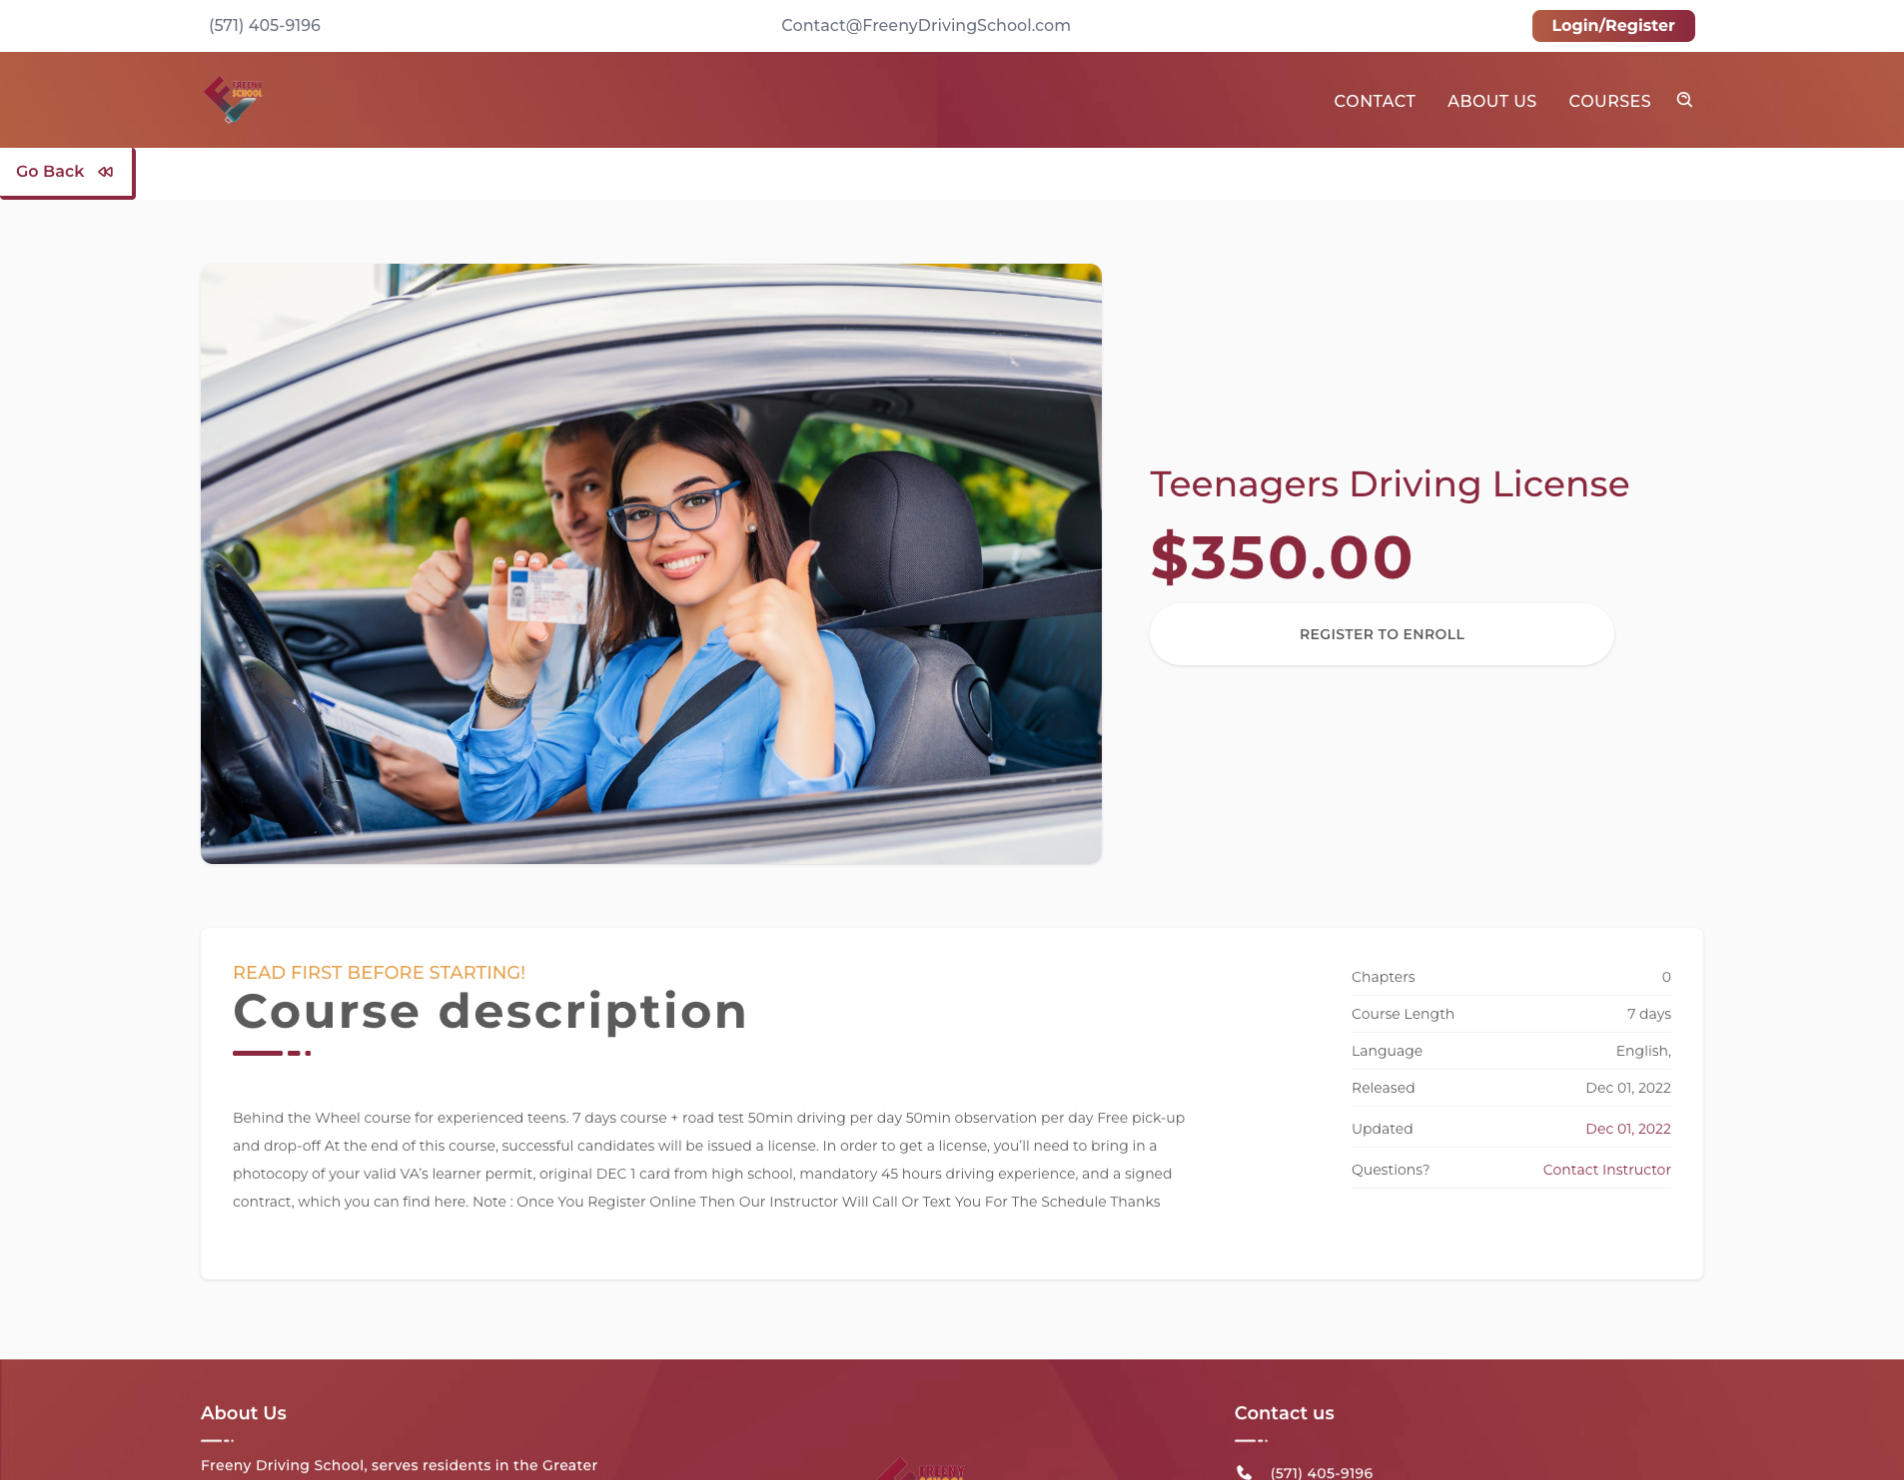 (571) 405-9196
Contact@FreenyDrivingSchool.com
Login/Register
FREENY
SCHOOL
CONTACT
ABOUT US
COURSES
Go Back
Teenagers Driving License
$350.00
REGISTER TO ENROLL
READ FIRST BEFORE STARTING!
Course description
Behind the Wheel course for experienced teens. 7 days course + road test 50min driving per day 50min observation per day Free pick-up
and drop-off At the end of this course, successful candidates will be issued a license. In order to get a license, you’ll need to bring in a
photocopy of your valid VA’s learner permit, original DEC 1 card from high school, mandatory 45 hours driving experience, and a signed
contract, which you can find here. Note : Once You Register Online Then Our Instructor Will Call Or Text You For The Schedule Thanks
Chapters 0
Course Length 7 days
Language English,
Released Dec 01, 2022
Updated Dec 01, 2022
Questions? Contact Instructor
About Us
Freeny Driving School, serves residents in the Greater
FREENY
Contact us
(571) 405-9196